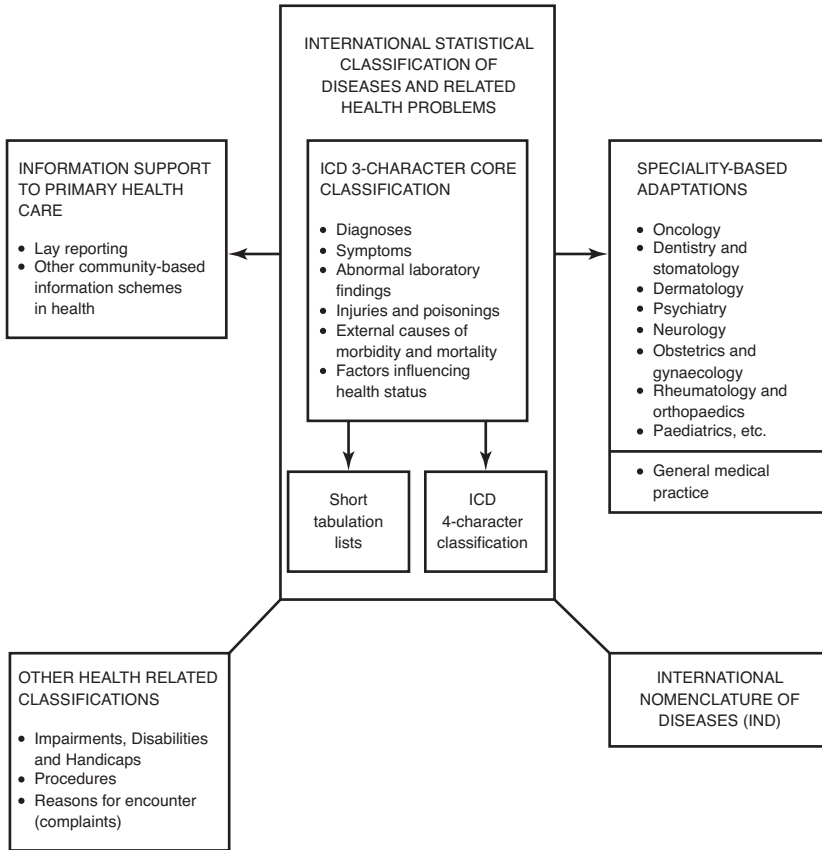 INTERNATIONAL STATISTICAL
CLASSIFICATION OF
DISEASES AND RELATED
HEALTH PROBLEMS
INFORMATION SUPPORT
TO PRIMARY HEALTH
CARE
• Lay reporting
• Other community-based
information schemes
in health
ICD 3-CHARACTER CORE
CLASSIFICATION
• Diagnoses
• Symptoms
• Abnormal laboratory
findings
• Injuries and poisonings
• External causes of
morbidity and mortality
• Factors influencing
health status
SPECIALITY-BASED
ADAPTATIONS
• Oncology
• Dentistry and
stomatology
• Dermatology
• Psychiatry
• Neurology
• Obstetrics and
gynaecology
• Rheumatology and
orthopaedics
• Paediatrics, etc.
• General medical
practice
Short
tabulation
lists
ICD
4-character
classification
OTHER HEALTH RELATED
CLASSIFICATIONS
• Impairments, Disabilities
and Handicaps
• Procedures
• Reasons for encounter
(complaints)
INTERNATIONAL
NOMENCLATURE OF
DISEASES (IND)